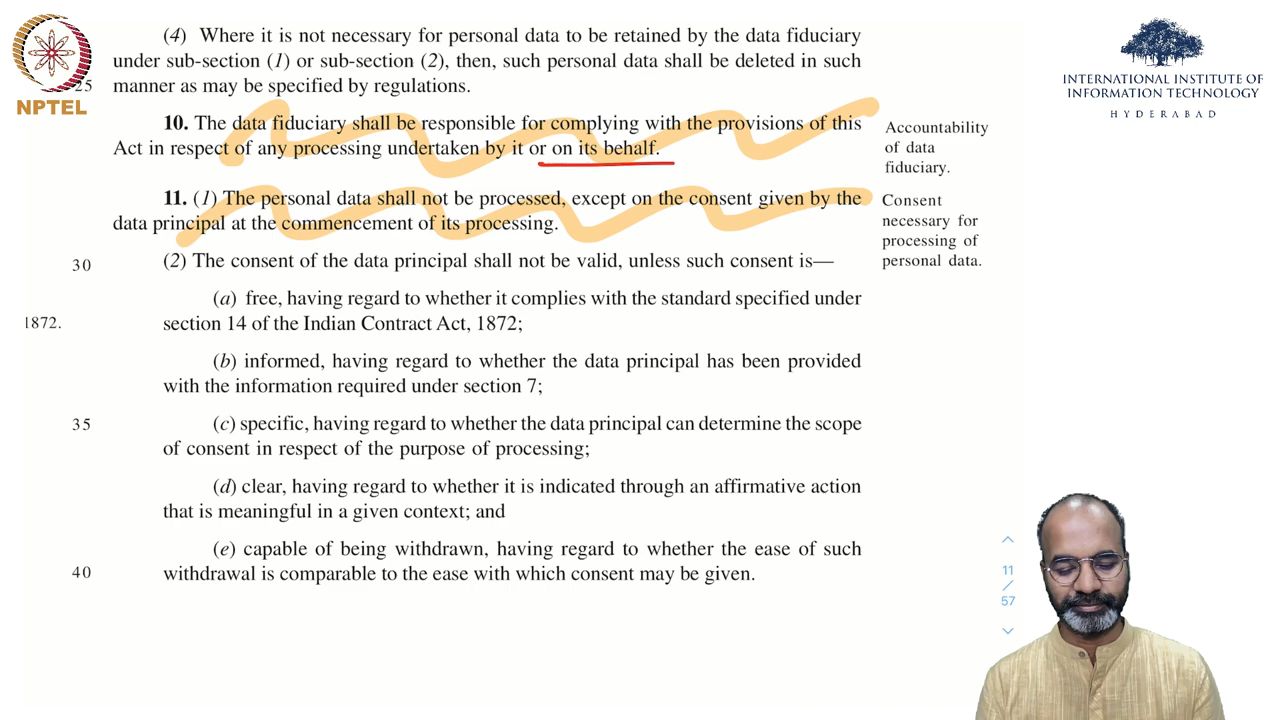 (4) Where it is not necessary for personal data to be retained by the data fiduciary
under sub-section (1) or sub-section (2), then, such personal data shall be deleted in such
25 manner as may be specified by regulations.
NPTEL
INTERNATIONAL INSTITUTE OF
INFORMATION TECHNOLOGY
HYDERABAD
10. The data fiduciary shall be responsible for complying with the provisions of this
Act in respect of any processing undertaken by it or on its behalf.
Accountability
of data
fiduciary.
11. (1) The personal data shall not be processed, except on the consent given by the
data principal at the commencement of its processing.
Consent
necessary for
processing of
personal data.
30 (2) The consent of the data principal shall not be valid, unless such consent is—
(a) free, having regard to whether it complies with the standard specified under
1872. section 14 of the Indian Contract Act, 1872;
(b) informed, having regard to whether the data principal has been provided
with the information required under section 7;
35 (c) specific, having regard to whether the data principal can determine the scope
of consent in respect of the purpose of processing;
(d) clear, having regard to whether it is indicated through an affirmative action
that is meaningful in a given context; and
(e) capable of being withdrawn, having regard to whether the ease of such
40 withdrawal is comparable to the ease with which consent may be given.
11
/
57